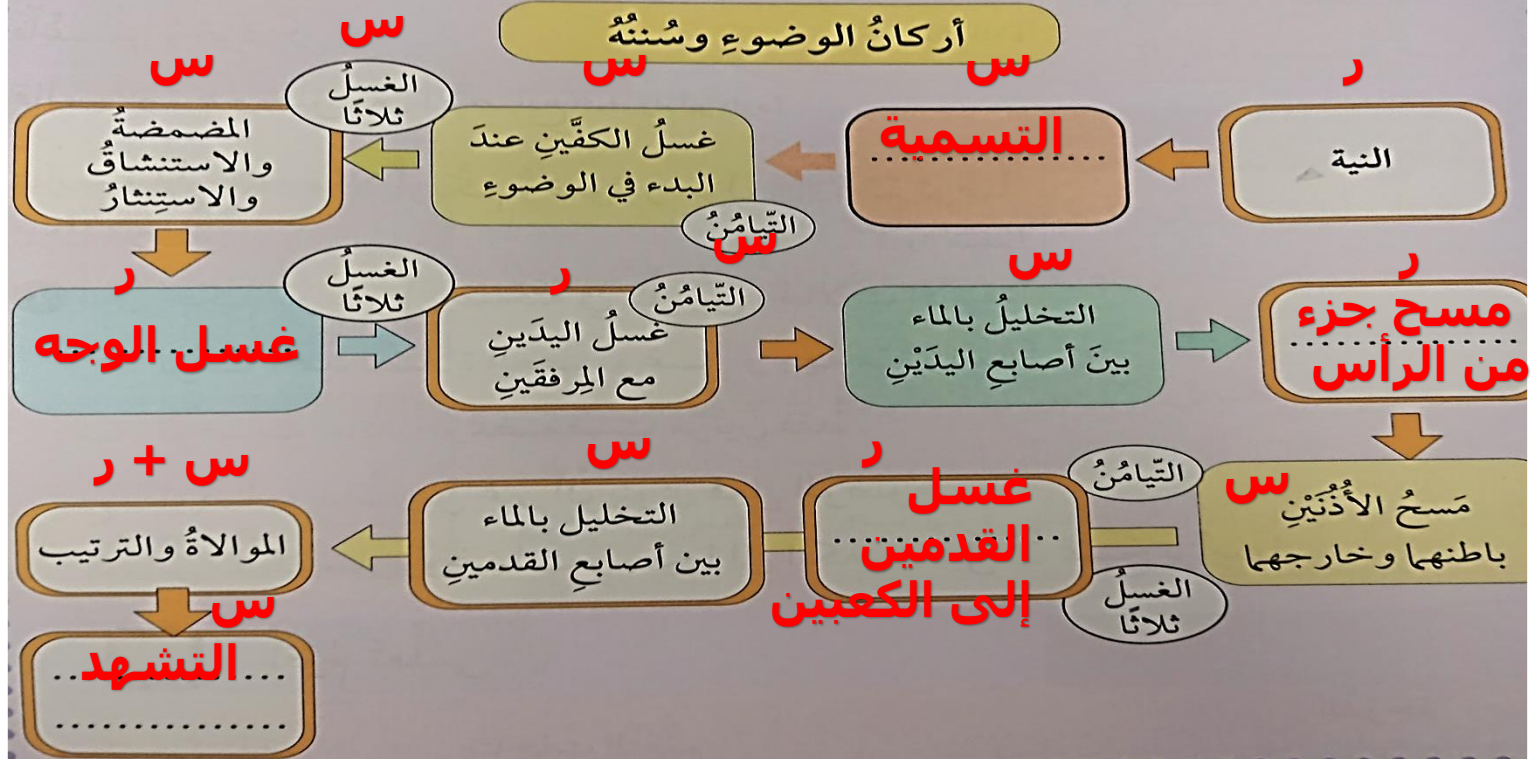 أركانُ الوضوءِ وسُننُهُ
ر
النية
س
التسمية
س
غسلُ الكفَّينِ عندَ
البدء في الوضوءِ
التّيامُنُ
س
الغسلُ
ثلاثًا
س
المضمضةُ
والاستنشاقُ
والاستِنثارُ
ر
غسل الوجه
الغسلُ
ثلاثًا
ر
غسلُ اليدَينِ
مع المِرفقَينِ
س
التّيامُنُ
س
التخليلُ بالماء
بينَ أصابعِ اليدَيْنِ
ر
مسح جزء
من الرأس
س
مَسحُ الأُذُنَيْنِ
باطنهما وخارجهما
التّيامُنُ
الغسلُ
ثلاثًا
ر
غسل
القدمين
إلى الكعبين
س
التخليل بالماء
بين أصابعِ القدمينِ
س + ر
الموالاةُ والترتيب
س
التشهد